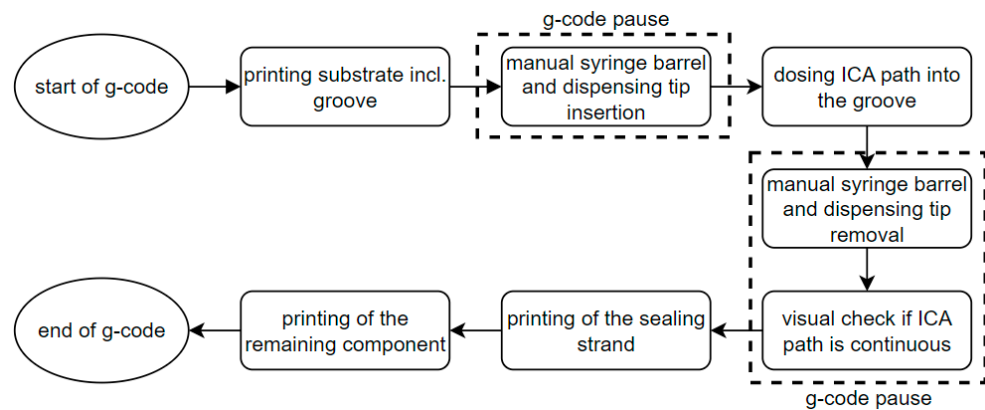 g-code pause
start of g-code
printing substrate incl.
groove
manual syringe barrel
and dispensing tip
insertion
dosing ICA path into
the groove
manual syringe barrel
and dispensing tip
removal
visual check if ICA
path is continuous
g-code pause
printing of the sealing
strand
printing of the
remaining component
end of g-code